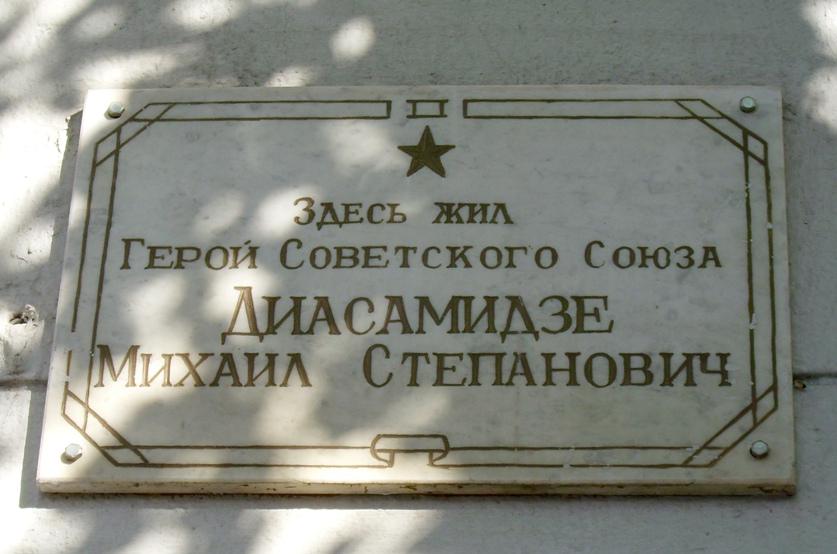 Здесь жил
Герой Советского Союза
Диасамидзе
Михаил Степанович